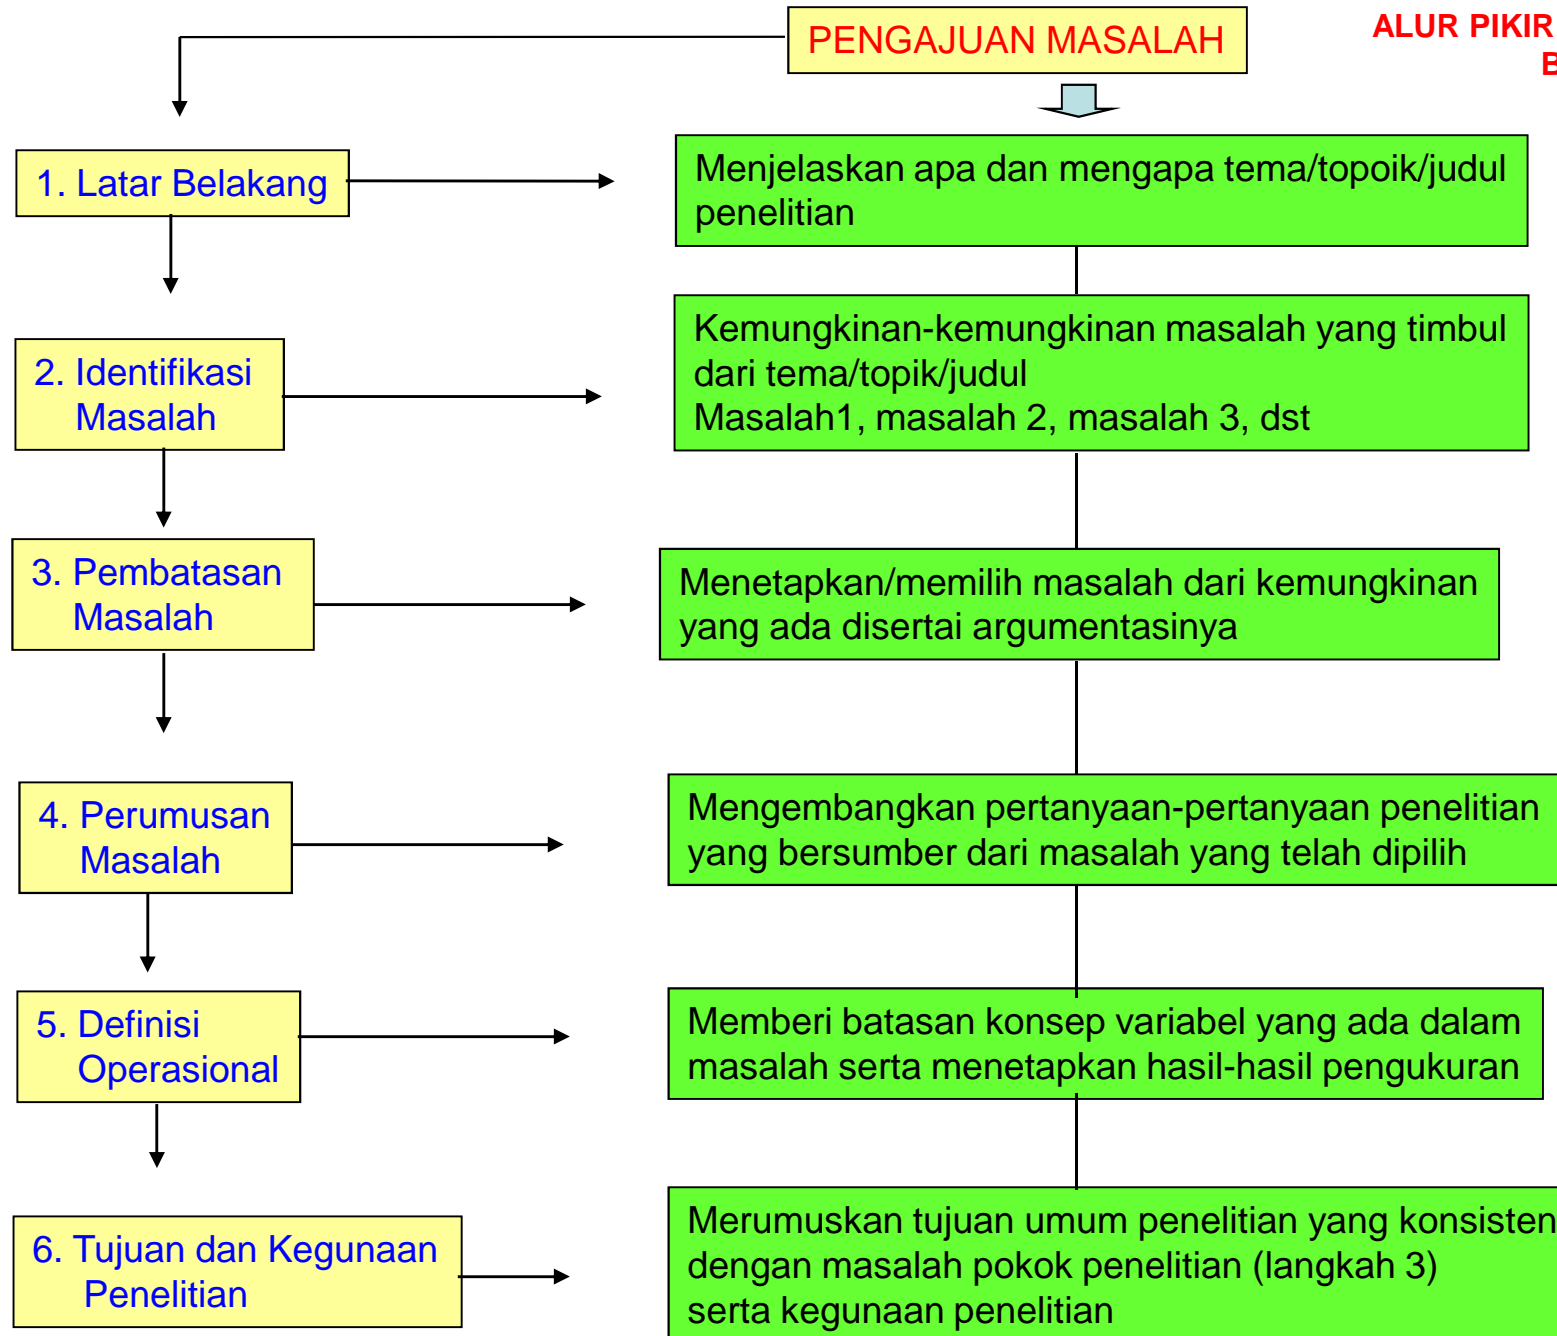 PENGAJUAN MASALAH
ALUR PIKIR
B
1. Latar Belakang
Menjelaskan apa dan mengapa tema/topoik/judul
penelitian
2. Identifikasi
Masalah
Kemungkinan-kemungkinan masalah yang timbul
dari tema/topik/judul
Masalah1, masalah 2, masalah 3, dst
3. Pembatasan
Masalah
Menetapkan/memilih masalah dari kemungkinan
yang ada disertai argumentasinya
4. Perumusan
Masalah
Mengembangkan pertanyaan-pertanyaan penelitian
yang bersumber dari masalah yang telah dipilih
5. Definisi
Operasional
Memberi batasan konsep variabel yang ada dalam
masalah serta menetapkan hasil-hasil pengukuran
6. Tujuan dan Kegunaan
Penelitian
Merumuskan tujuan umum penelitian yang konsisten
dengan masalah pokok penelitian (langkah 3)
serta kegunaan penelitian